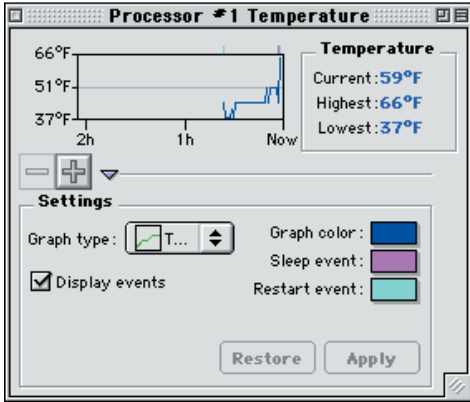 Processor #1 Temperature
66°F
51°F
37°F
2h 1h Now
Temperature
Current:59°F
Highest:66°F
Lowest:37°F
Settings
Graph type: T...
Display events
Graph color:
Sleep event:
Restart event:
Restore Apply